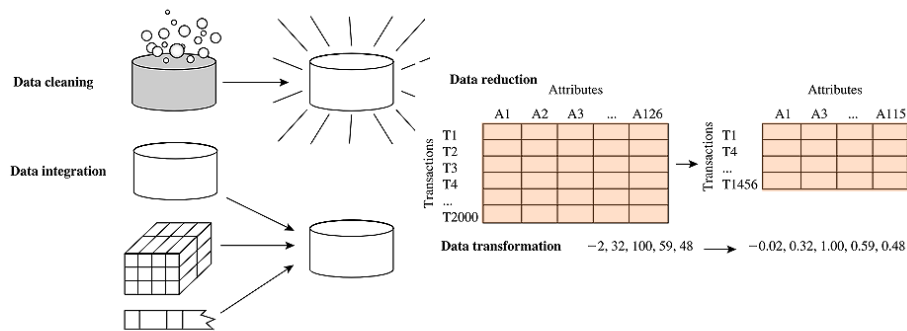 Data cleaning
Data integration
Data reduction
Attributes
A1 A2 A3 ... A126
Transactions
T1
T2
T3
T4
...
T2000
Attributes
A1 A3 ... A115
Transactions
T1
T4
...
T1456
Data transformation −2, 32, 100, 59, 48 −0.02, 0.32, 1.00, 0.59, 0.48